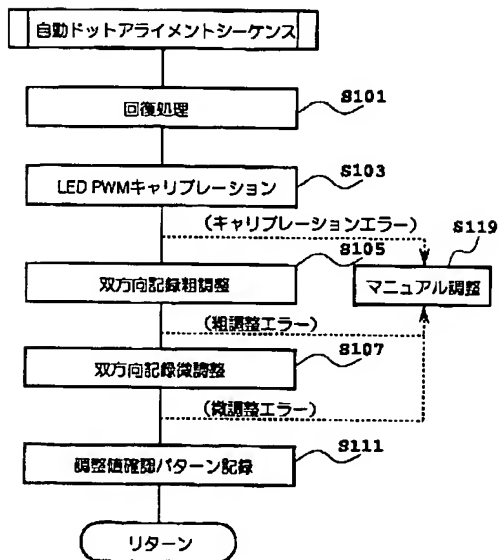 自動ドットアライメントシーケンス
S101
回復処理
S103
LED PWMキャリブレーション
(キャリブレーションエラー)
S119
S105
双方向記録粗調整
マニュアル調整
(粗調整エラー)
S107
双方向記録微調整
(微調整エラー)
S111
調整値確認パターン記録
リターン